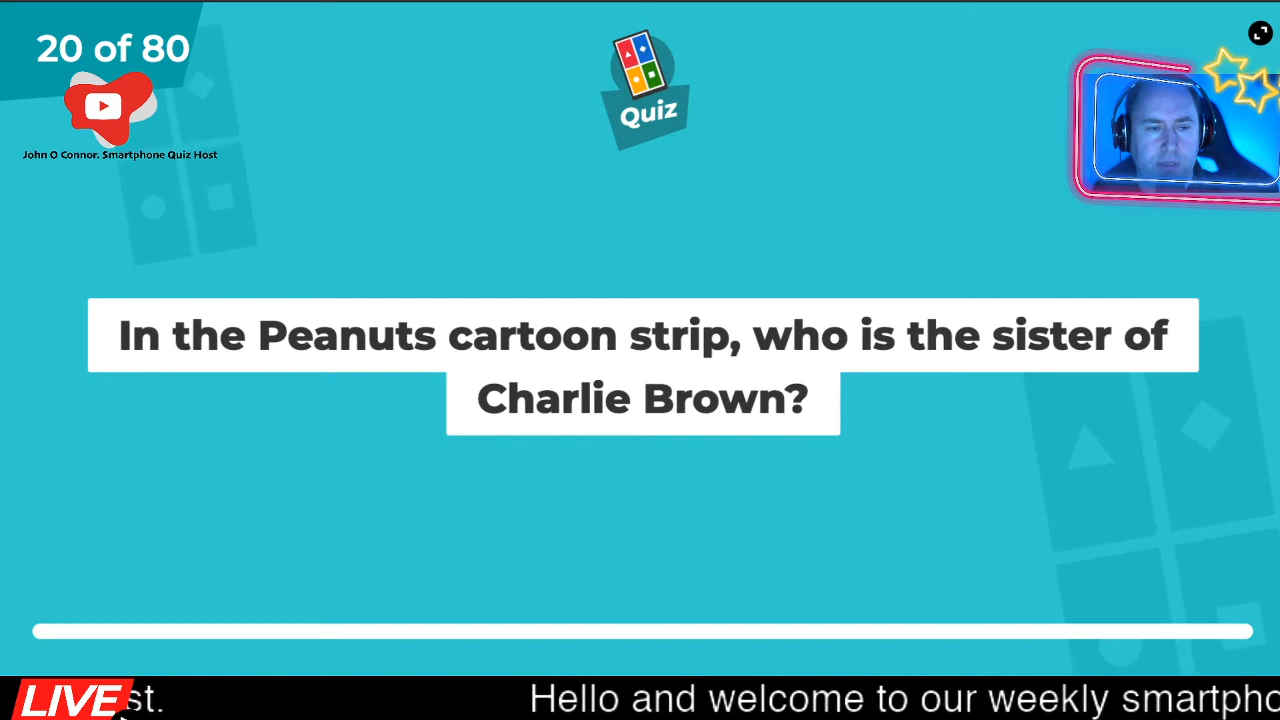 20 of 80
John O Connor. Smartphone Quiz Host
Quiz
In the Peanuts cartoon strip, who is the sister of
Charlie Brown?
LIVE
st.
Hello and welcome to our weekly smartpho